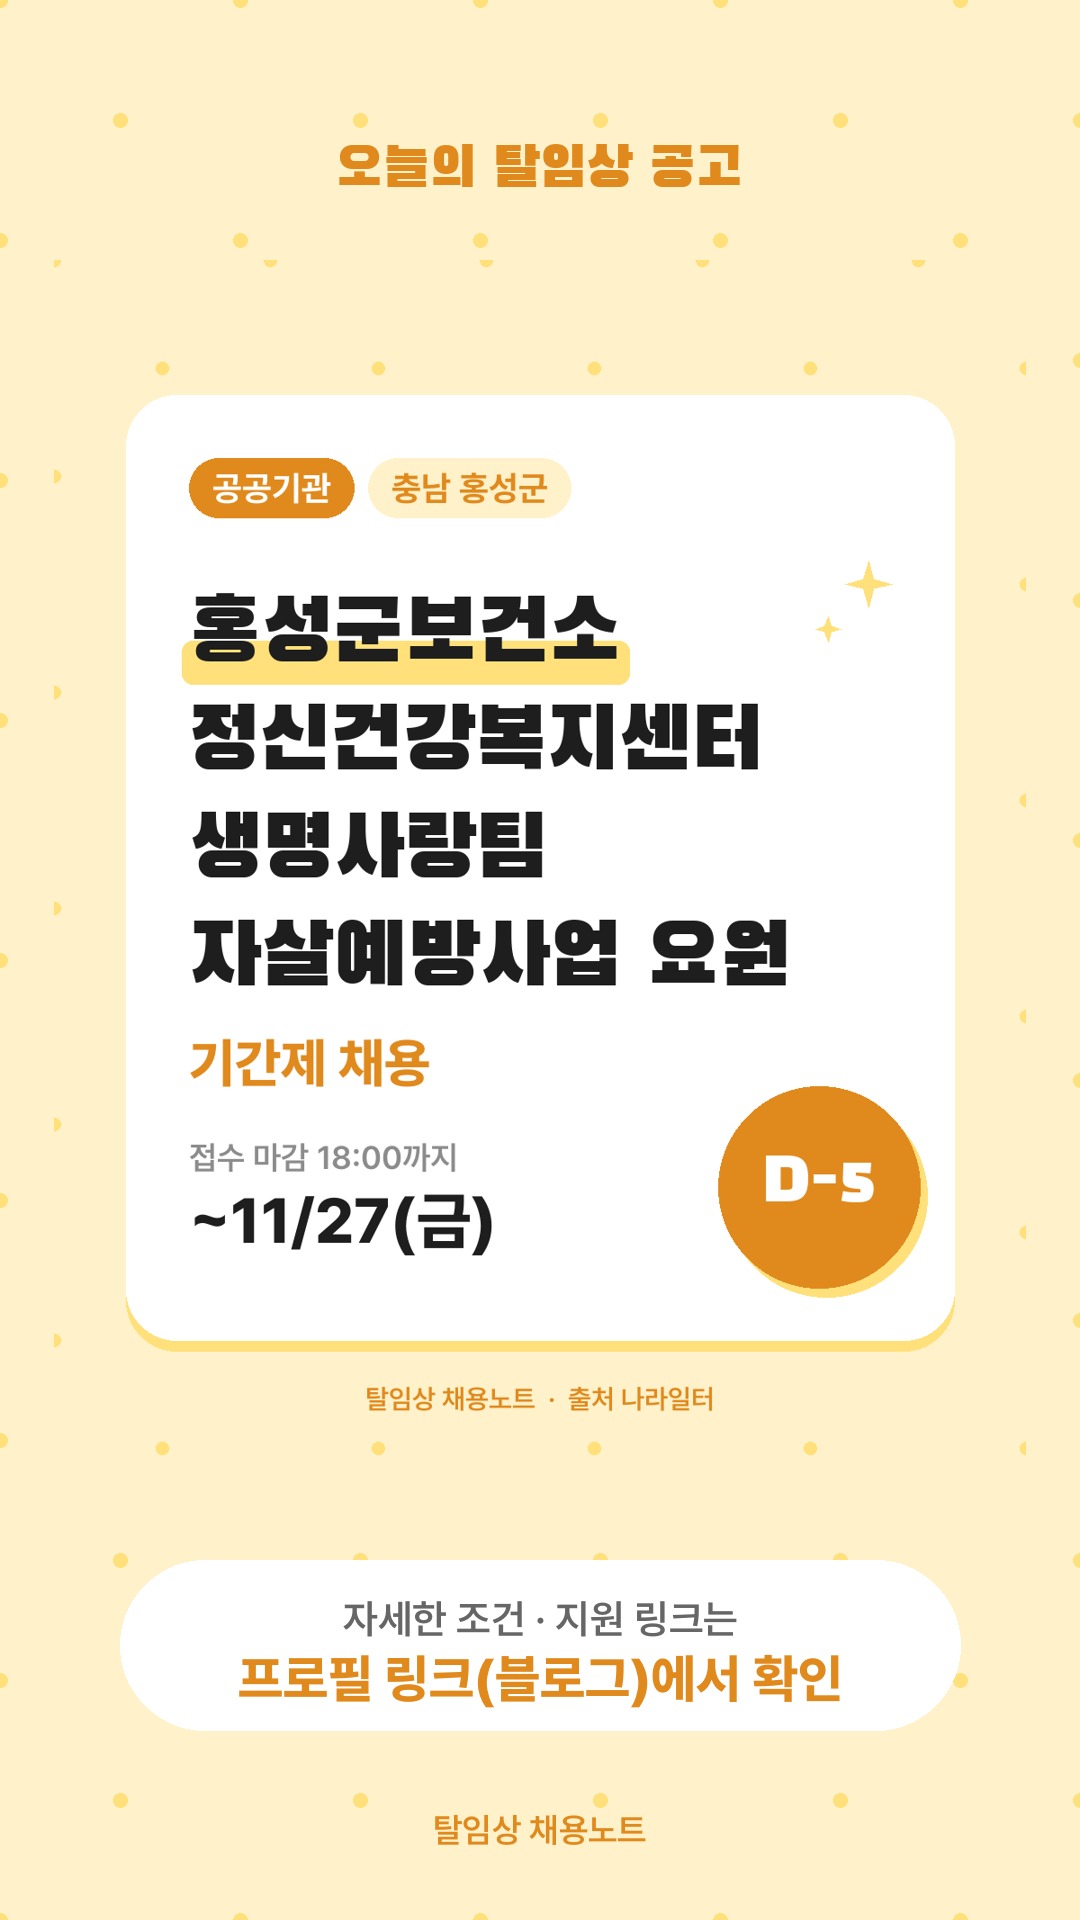 오늘의 탈임상 공고
공공기관 충남 홍성군
홍성군보건소
정신건강복지센터
생명사랑팀
자살예방사업 요원
기간제 채용
접수 마감 18:00까지
~11/27(금)
D-5
탈임상 채용노트 · 출처 나라일터
자세한 조건 · 지원 링크는
프로필 링크(블로그)에서 확인
탈임상 채용노트